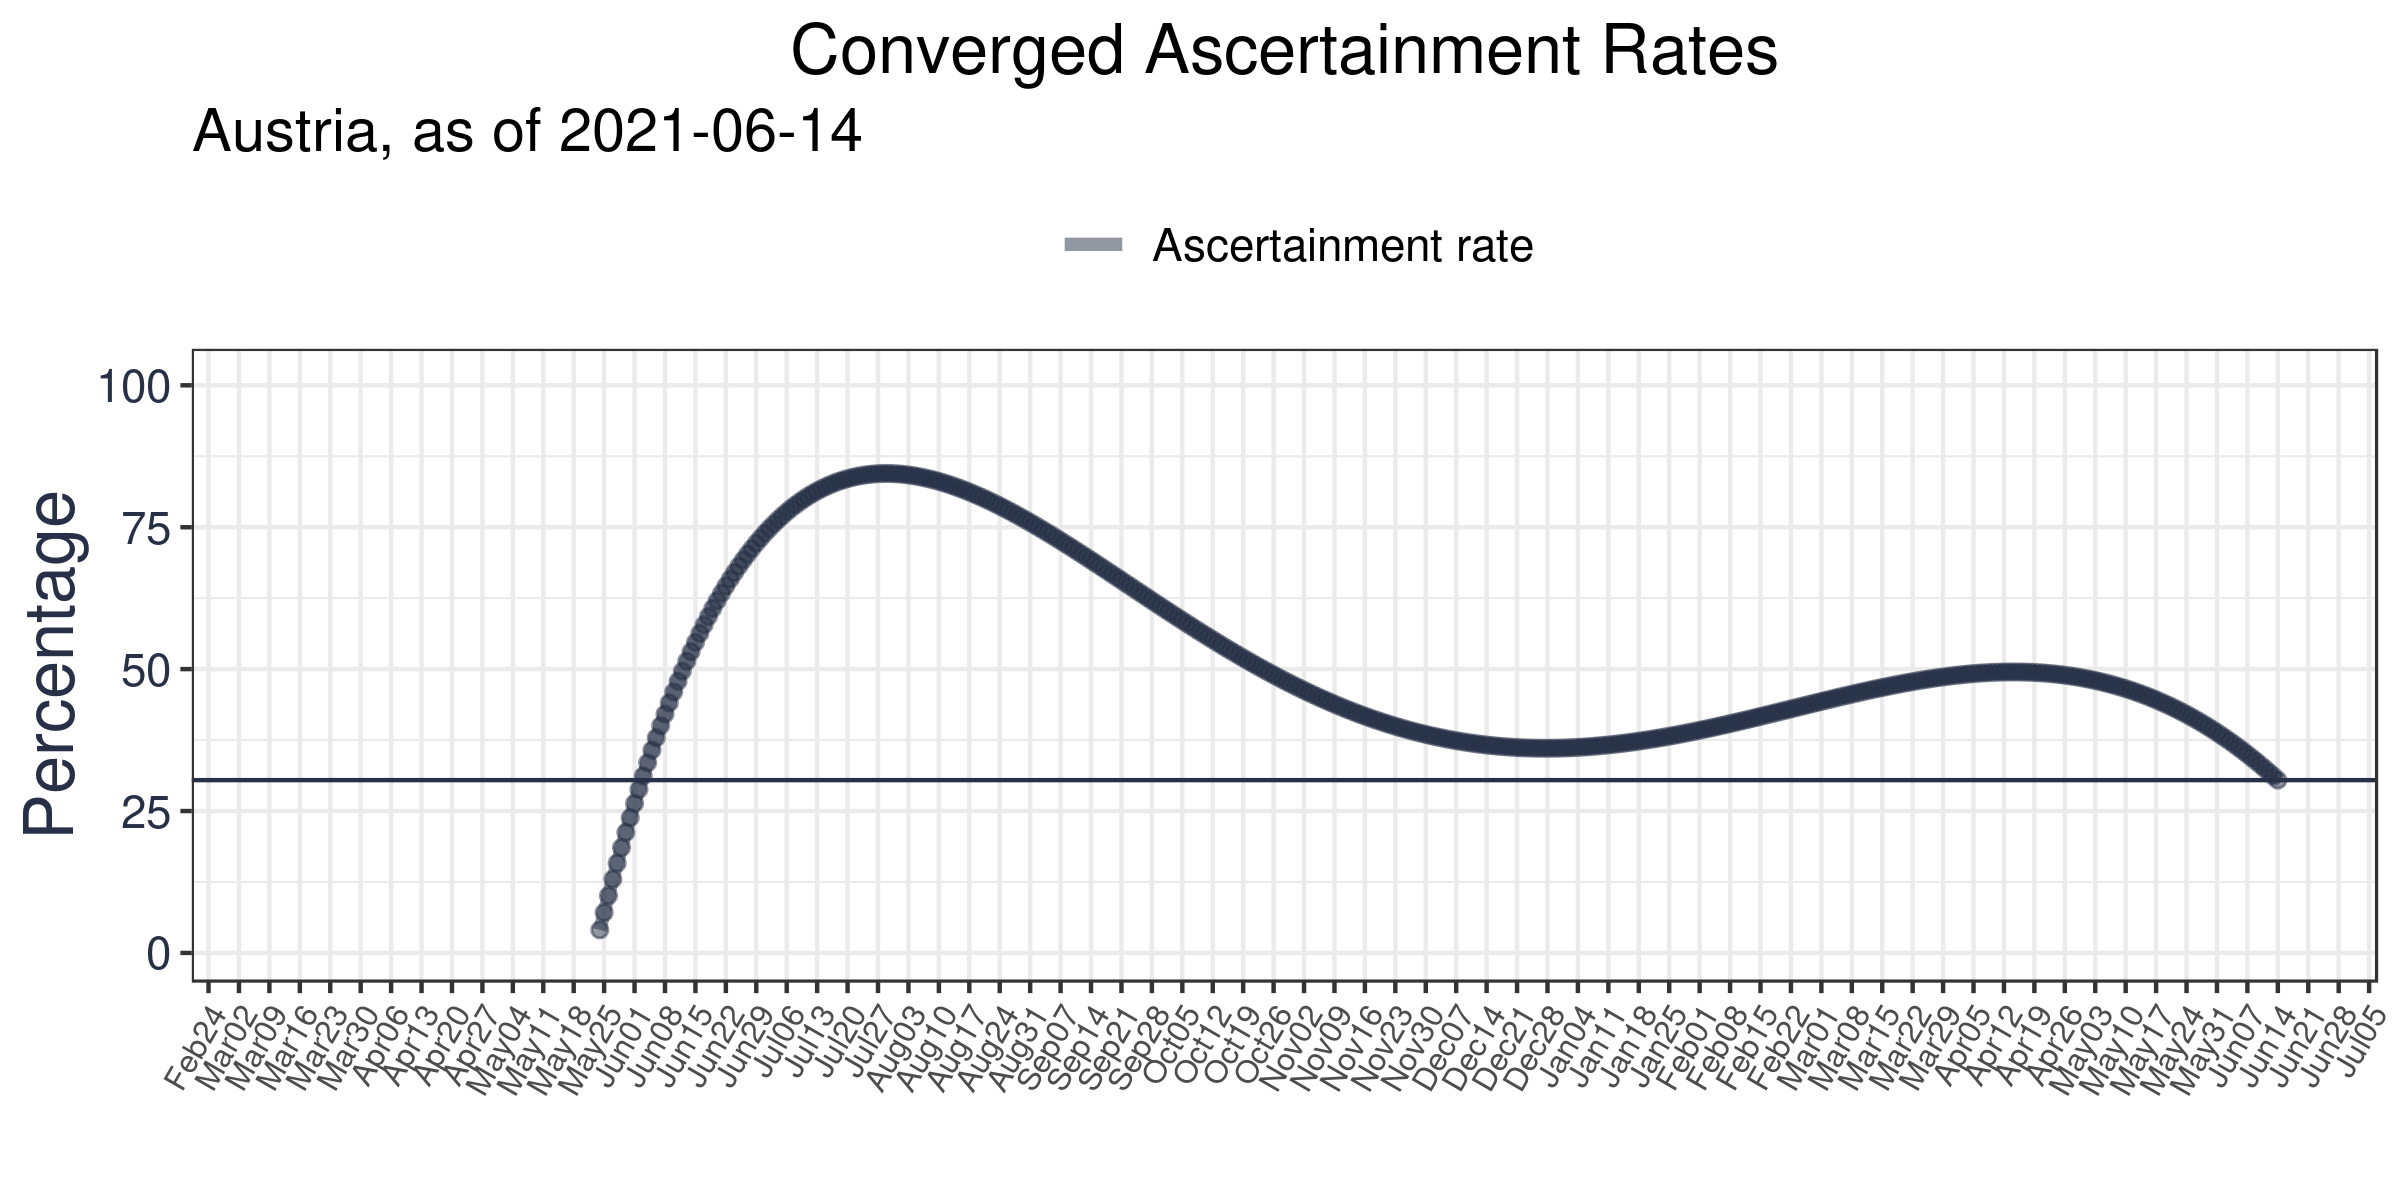 Converged Ascertainment Rates
Austria, as of 2021-06-14
Ascertainment rate
Percentage
100
75
50
25
0
Feb24
Mar02
Mar09
Mar16
Mar23
Mar30
Apr06
Apr13
Apr20
Apr27
May04
May11
May18
May25
Jun01
Jun08
Jun15
Jun22
Jun29
Jul06
Jul13
Jul20
Jul27
Aug03
Aug10
Aug17
Aug24
Aug31
Sep07
Sep14
Sep21
Sep28
Oct05
Oct12
Oct19
Oct26
Nov02
Nov09
Nov16
Nov23
Nov30
Dec07
Dec14
Dec21
Dec28
Jan04
Jan11
Jan18
Jan25
Feb01
Feb08
Feb15
Feb22
Mar01
Mar08
Mar15
Mar22
Mar29
Apr05
Apr12
Apr19
Apr26
May03
May10
May17
May24
May31
Jun07
Jun14
Jun21
Jun28
Jul05